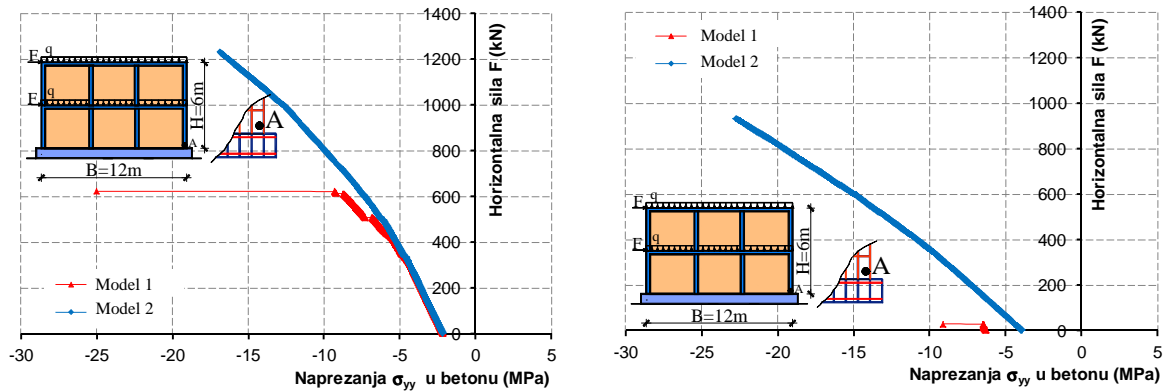 1400
1200
1000
800
600
400
200
0
Horizontalna sila F (kN)
F q
F q
H=6m
A
B=12m
A
Model 1
Model 2
-30 -25 -20 -15 -10 -5 0 5
Naprezanja σyy u betonu (MPa)
1400
1200
1000
800
600
400
200
0
Horizontalna sila F (kN)
Model 1
Model 2
F q
F q
H=6m
A
B=12m
A
-30 -25 -20 -15 -10 -5 0 5
Naprezanja σyy u betonu (MPa)